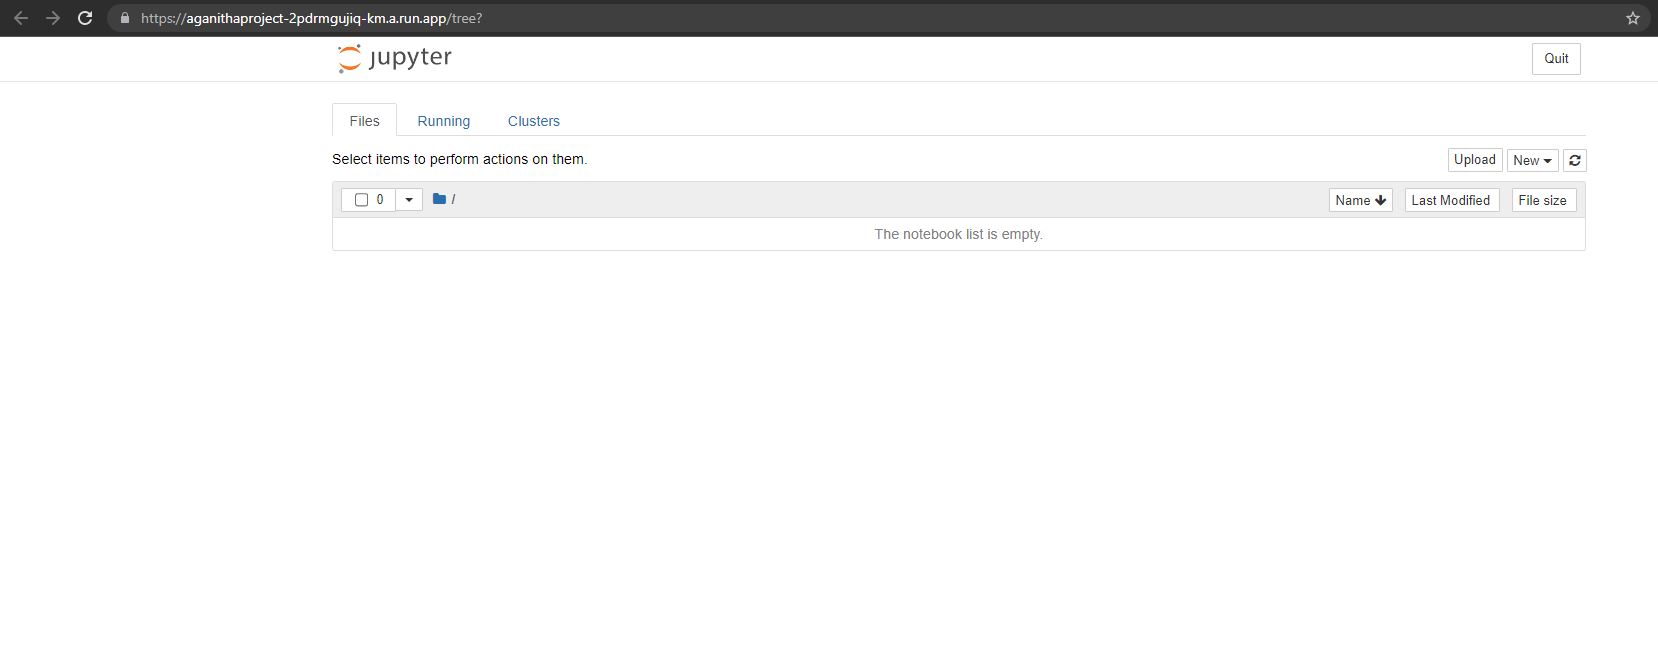 https://aganithaproject-2pdrmgujiq-km.a.run.app/tree?
jupyter
Quit
Files Running Clusters
Select items to perform actions on them.
Upload New
0 / Name Last Modified File size
The notebook list is empty.